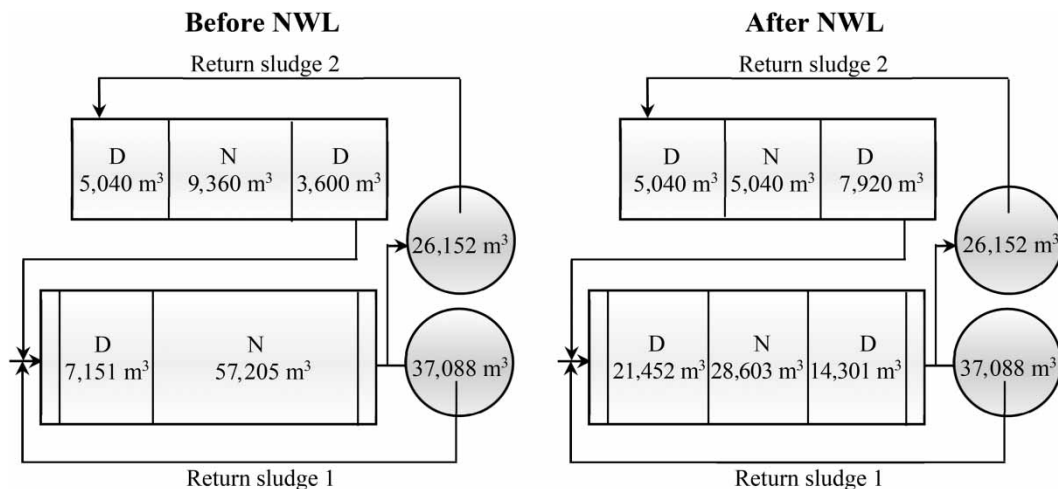 Before NWL
Return sludge 2
D
5,040 m³
N
9,360 m³
D
3,600 m³
26,152 m³
D
7,151 m³
N
57,205 m³
37,088 m³
Return sludge 1
After NWL
Return sludge 2
D
5,040 m³
N
5,040 m³
D
7,920 m³
26,152 m³
D
21,452 m³
N
28,603 m³
D
14,301 m³
37,088 m³
Return sludge 1